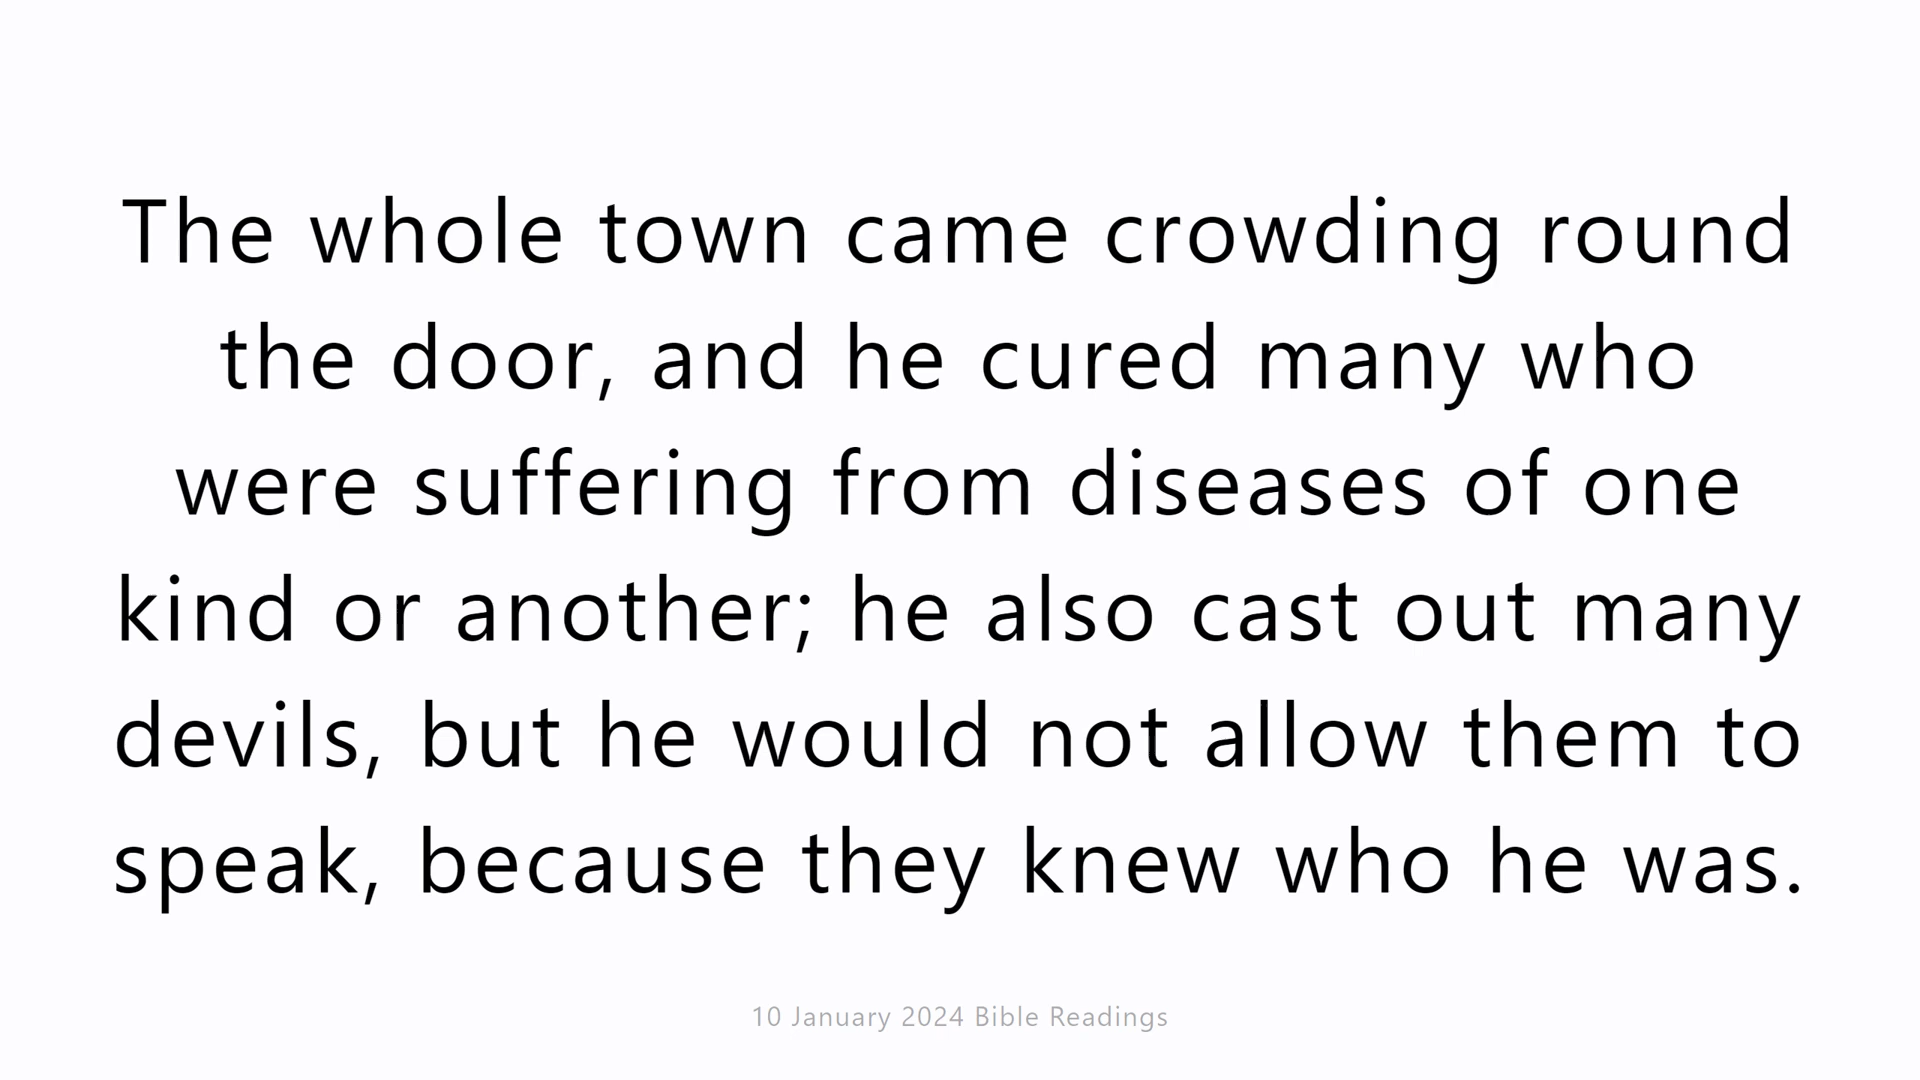 The whole town came crowding round
the door, and he cured many who
were suffering from diseases of one
kind or another; he also cast out many
devils, but he would not allow them to
speak, because they knew who he was.
10 January 2024 Bible Readings